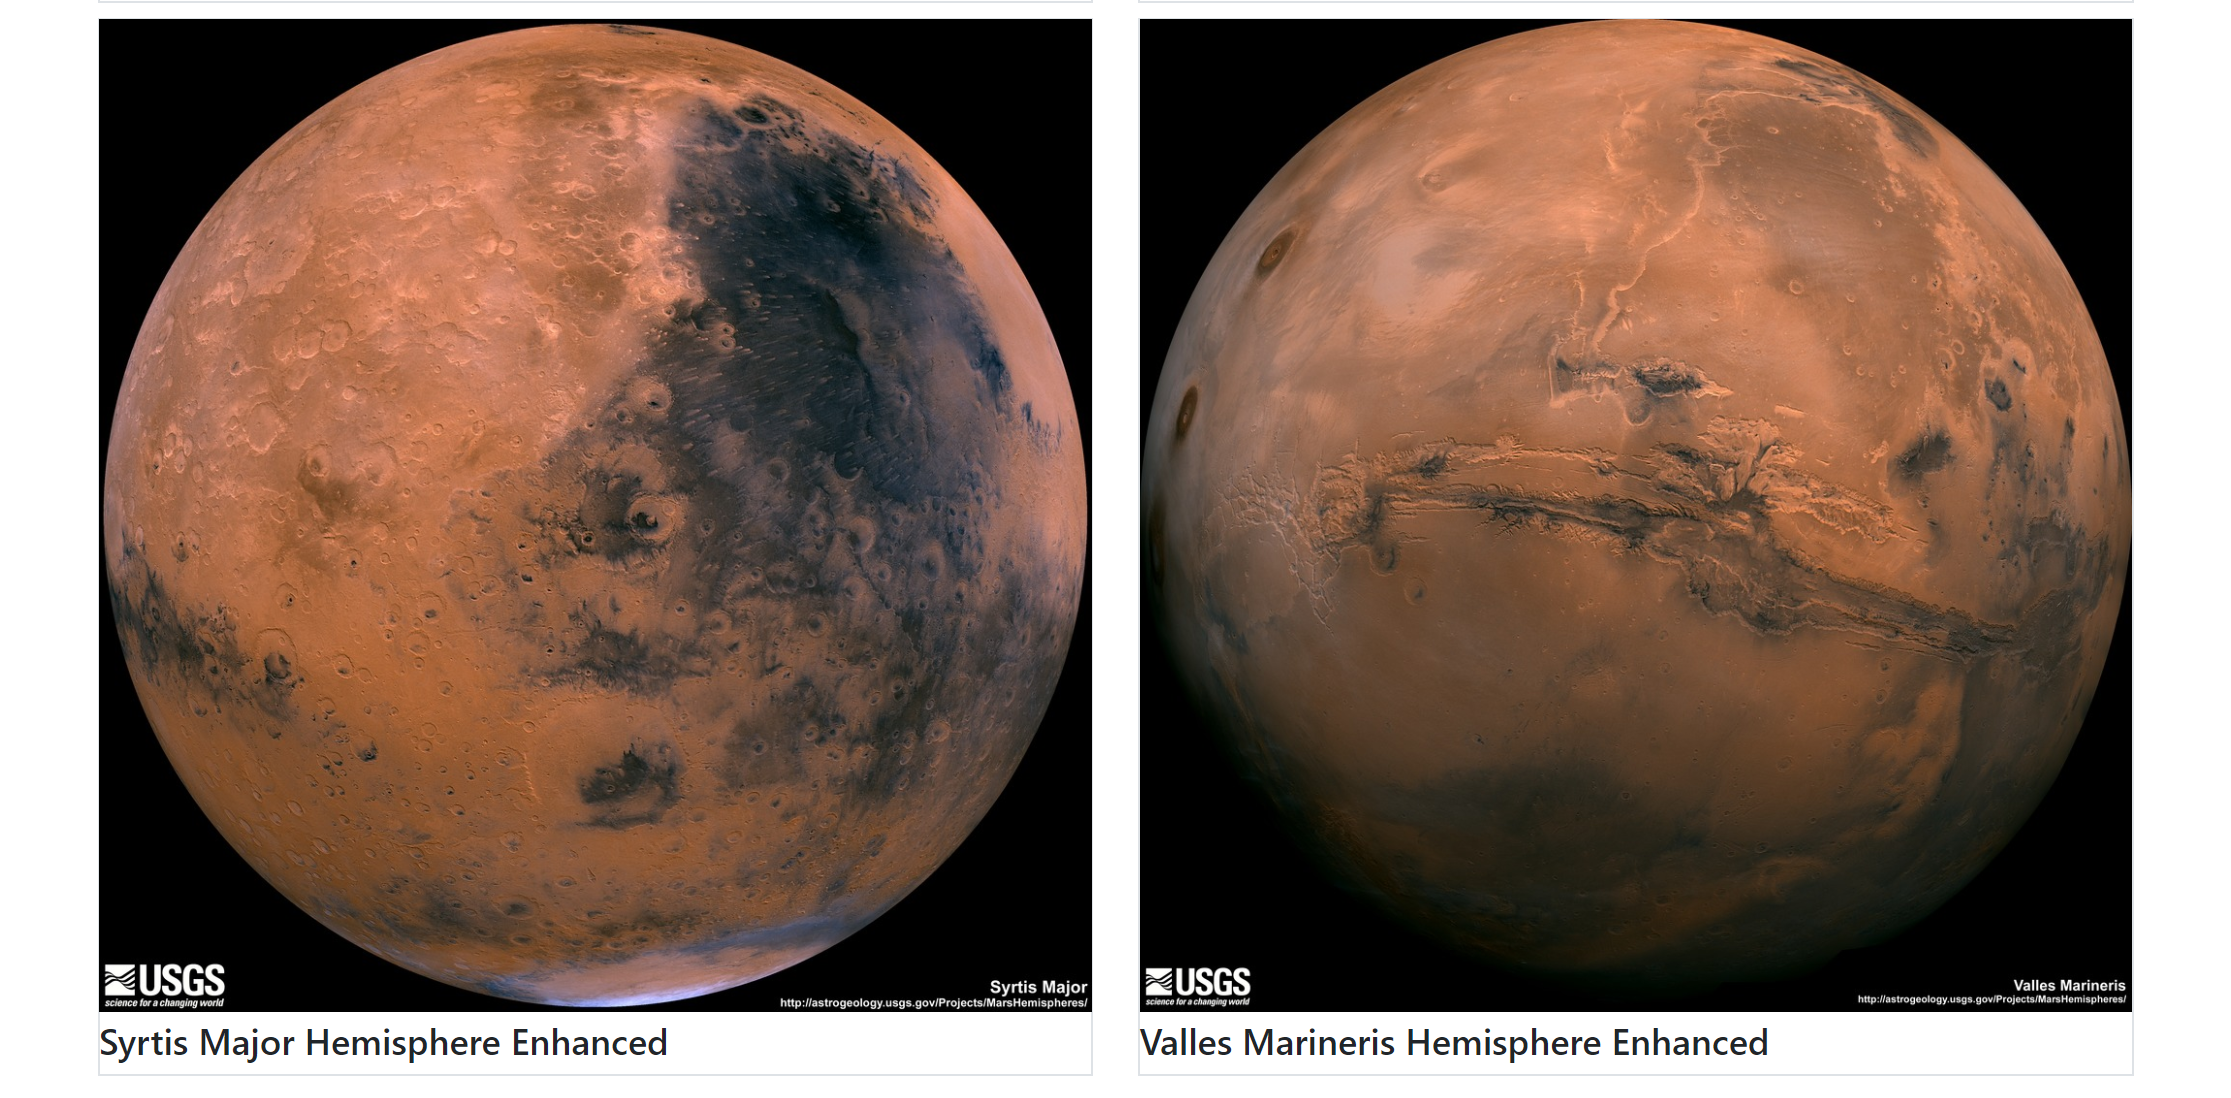 USGS
science for a changing world
Syrtis Major
http://astrogeology.usgs.gov/Projects/MarsHemispheres/
Syrtis Major Hemisphere Enhanced
USGS
science for a changing world
Valles Marineris
http://astrogeology.usgs.gov/Projects/MarsHemispheres/
Valles Marineris Hemisphere Enhanced